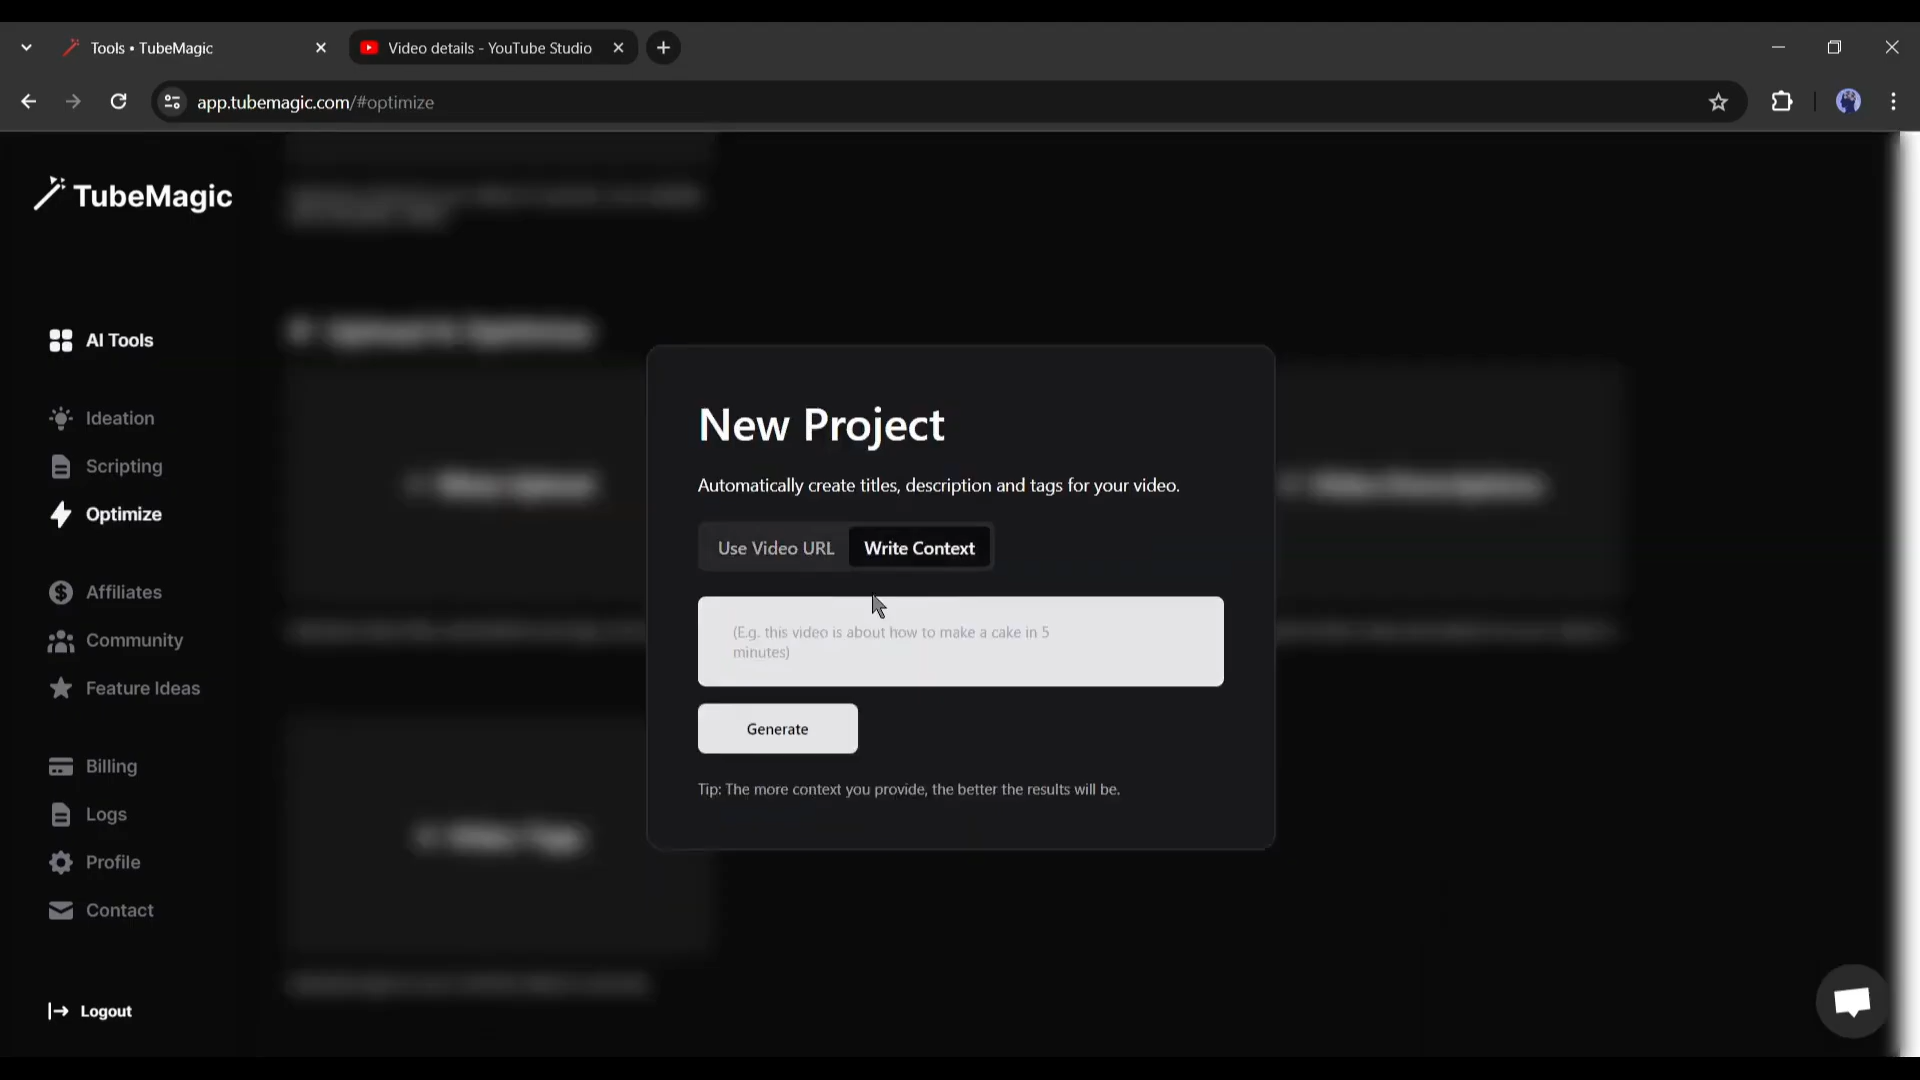 Tools • TubeMagic
Video details - YouTube Studio
app.tubemagic.com/#optimize
TubeMagic
AI Tools
Ideation
Scripting
Optimize
Affiliates
Community
Feature Ideas
Billing
Logs
Profile
Contact
Logout
New Project
Automatically create titles, description and tags for your video.
Use Video URL Write Context
(E.g. this video is about how to make a cake in 5
minutes)
Generate
Tip: The more context you provide, the better the results will be.